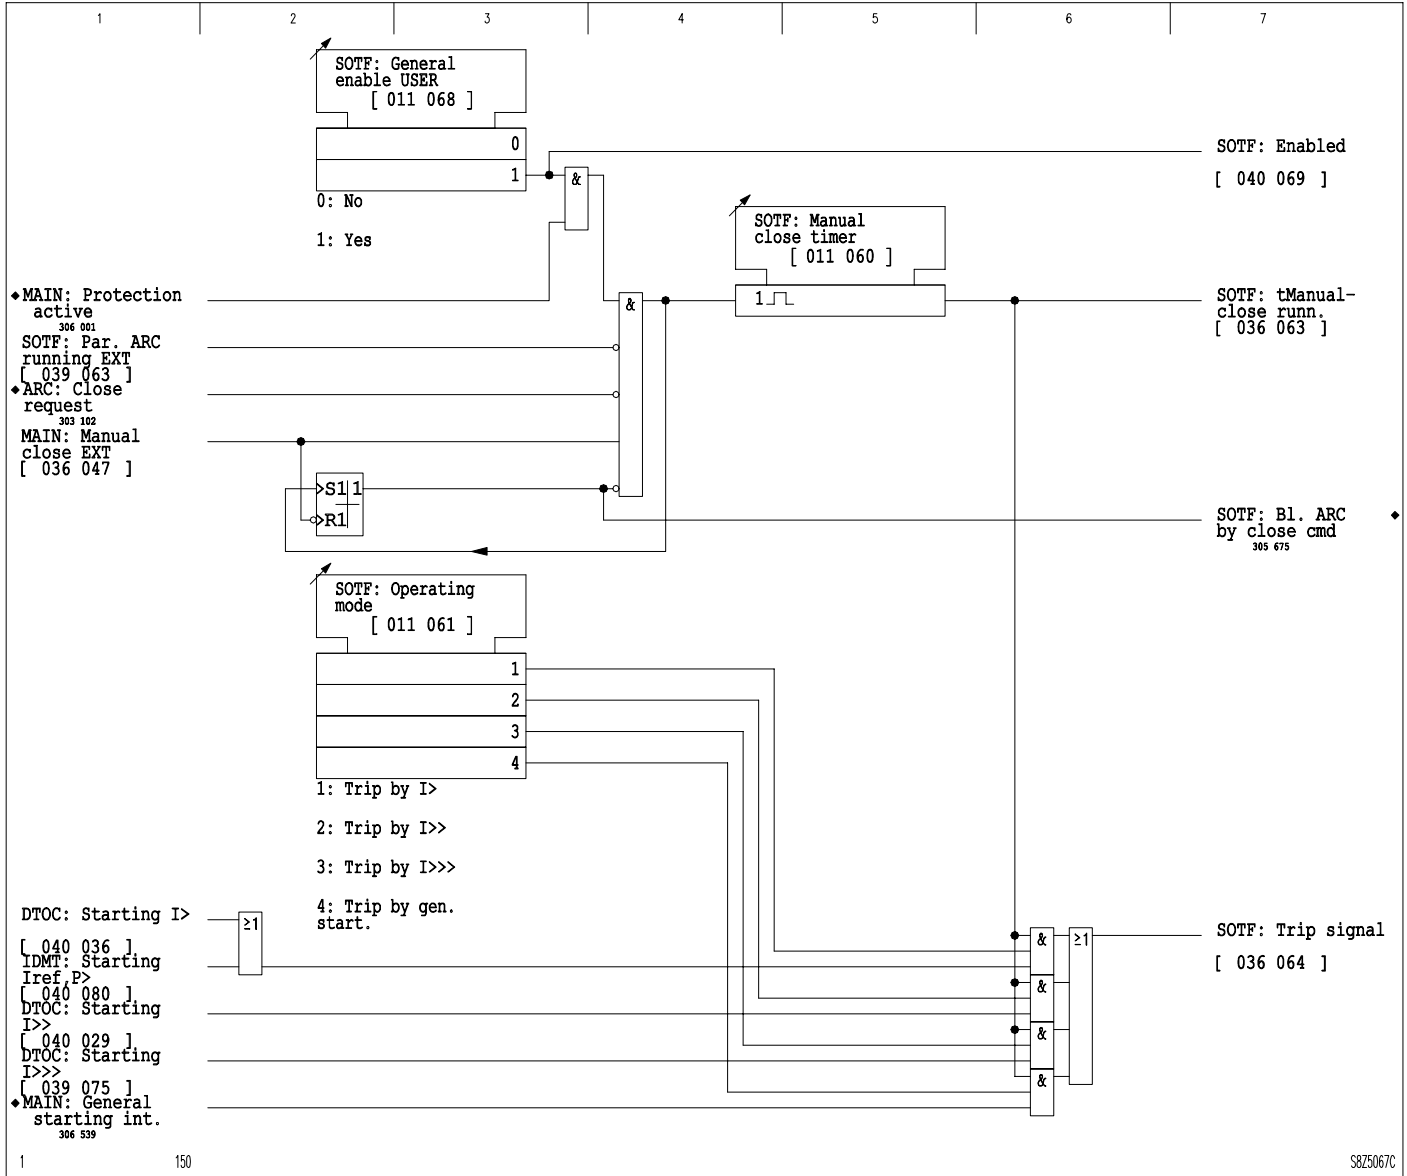 1 2 3 4 5 6 7
SOTF: General
enable USER
[ 011 068 ]
0
1
0: No
1: Yes
&
SOTF: Enabled
[ 040 069 ]
SOTF: Manual
close timer
[ 011 060 ]
1
◆MAIN: Protection
active
306 001
SOTF: Par. ARC
running EXT
[ 039 063 ]
◆ARC: Close
request
303 102
MAIN: Manual
close EXT
[ 036 047 ]
&
SOTF: tManual-
close runn.
[ 036 063 ]
S1 1
R1
SOTF: Bl. ARC ◆
by close cmd
305 675
SOTF: Operating
mode
[ 011 061 ]
1
2
3
4
1: Trip by I>
2: Trip by I>>
3: Trip by I>>>
4: Trip by gen.
start.
DTOC: Starting I>
[ 040 036 ]
IDMT: Starting
Iref,P>
[ 040 080 ]
DTOC: Starting
I>>
[ 040 029 ]
DTOC: Starting
I>>>
[ 039 075 ]
◆MAIN: General
starting int.
306 539
≥1
& ≥1
&
&
&
SOTF: Trip signal
[ 036 064 ]
1 150 S8Z5067C